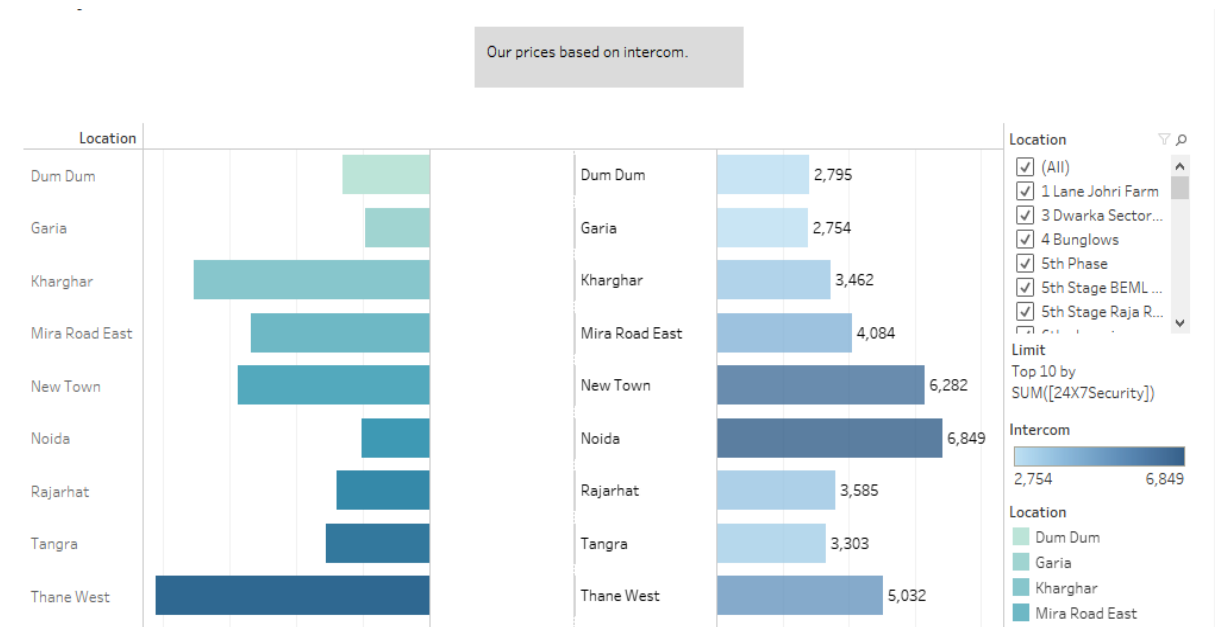 Our prices based on intercom.
Location
Dum Dum
Garia
Kharghar
Mira Road East
New Town
Noida
Rajarhat
Tangra
Thane West
Dum Dum 2,795
Garia 2,754
Kharghar 3,462
Mira Road East 4,084
New Town 6,282
Noida 6,849
Rajarhat 3,585
Tangra 3,303
Thane West 5,032
Location
(All)
1 Lane Johri Farm
3 Dwarka Sector...
4 Bunglows
5th Phase
5th Stage BEML ...
5th Stage Raja R...
Limit
Top 10 by
SUM([24X7Security])
Intercom
2,754 6,849
Location
Dum Dum
Garia
Kharghar
Mira Road East